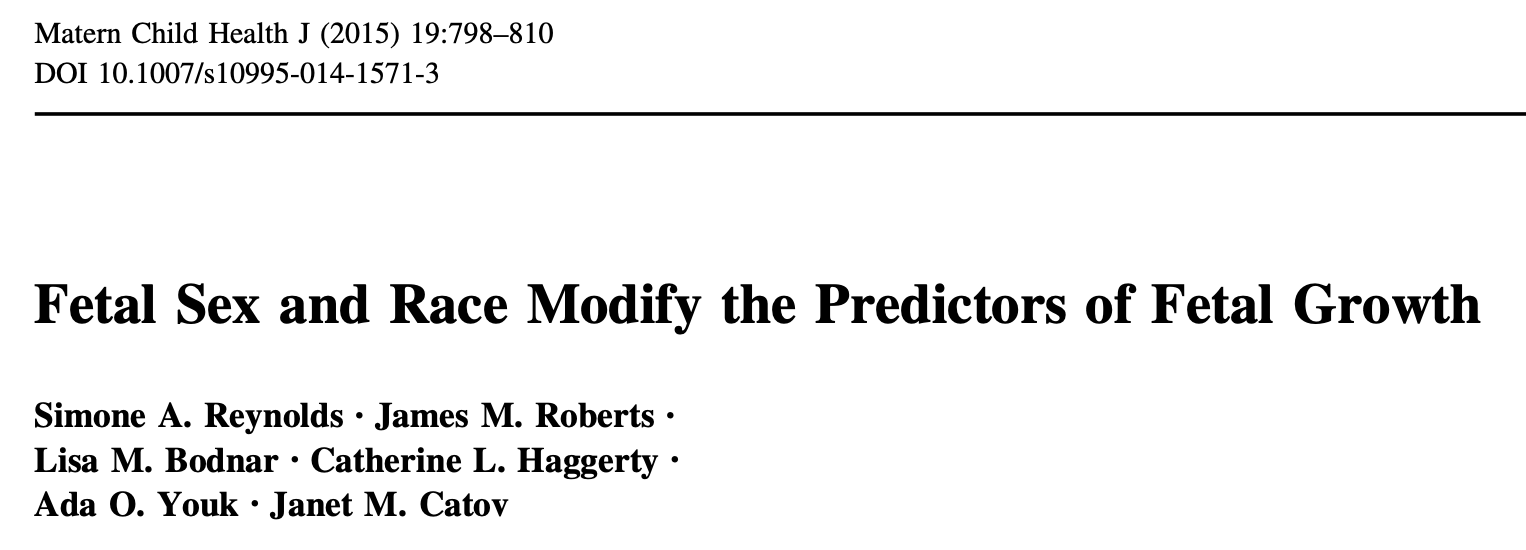 Matern Child Health J (2015) 19:798–810
DOI 10.1007/s10995-014-1571-3
Fetal Sex and Race Modify the Predictors of Fetal Growth
Simone A. Reynolds · James M. Roberts ·
Lisa M. Bodnar · Catherine L. Haggerty ·
Ada O. Youk · Janet M. Catov